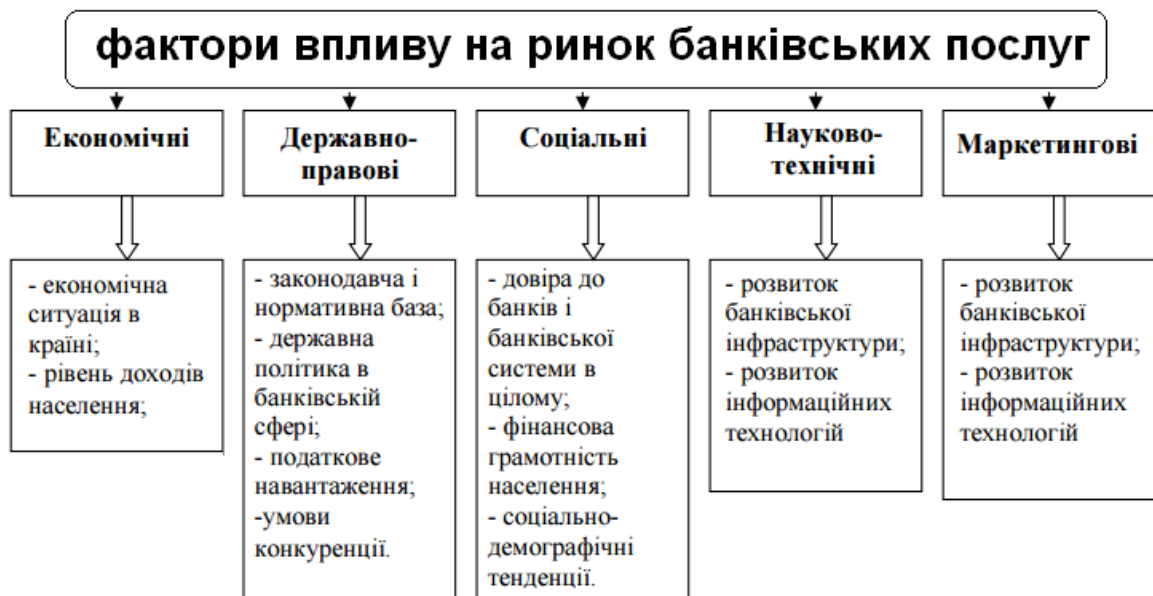 фактори впливу на ринок банківських послуг
Економічні
Державно-
правові
Соціальні
Науково-
технічні
Маркетингові
- економічна
ситуація в
країні;
- рівень доходів
населення;
- законодавча і
нормативна база;
- державна
політика в
банківській
сфері;
- податкове
навантаження;
-умови
конкуренції.
- довіра до
банків і
банківської
системи в
цілому;
- фінансова
грамотність
населення;
- соціально-
демографічні
тенденції.
- розвиток
банківської
інфраструктури;
- розвиток
інформаційних
технологій
- розвиток
банківської
інфраструктури;
- розвиток
інформаційних
технологій